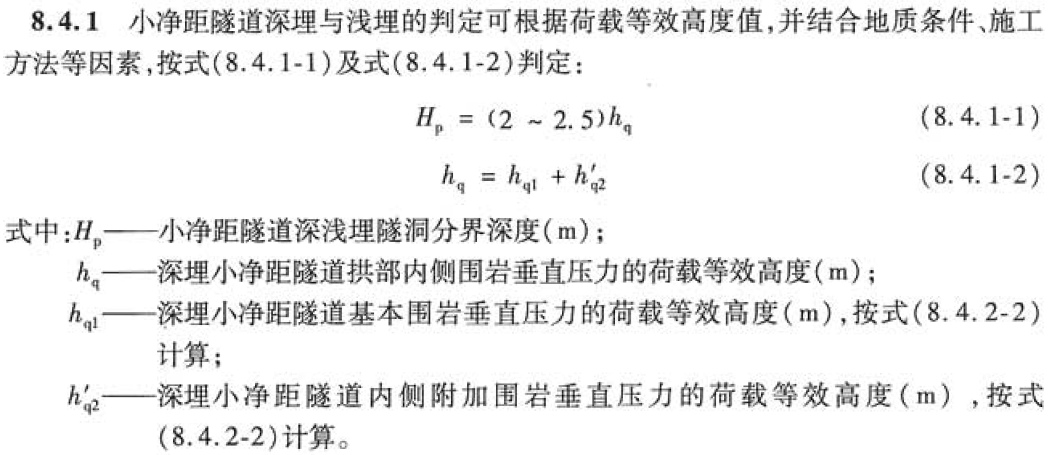 8.4.1 小净距隧道深埋与浅埋的判定可根据荷载等效高度值,并结合地质条件、施工
方法等因素,按式(8.4.1-1)及式(8.4.1-2)判定:
H_p = (2 ~ 2.5)h_q (8.4.1-1)
h_q = h_q1 + h′_q2 (8.4.1-2)
式中:H_p——小净距隧道深浅埋隧洞分界深度(m);
h_q——深埋小净距隧道拱部内侧围岩垂直压力的荷载等效高度(m);
h_q1——深埋小净距隧道基本围岩垂直压力的荷载等效高度(m),按式(8.4.2-2)
计算;
h′_q2——深埋小净距隧道内侧附加围岩垂直压力的荷载等效高度(m),按式
(8.4.2-2)计算。